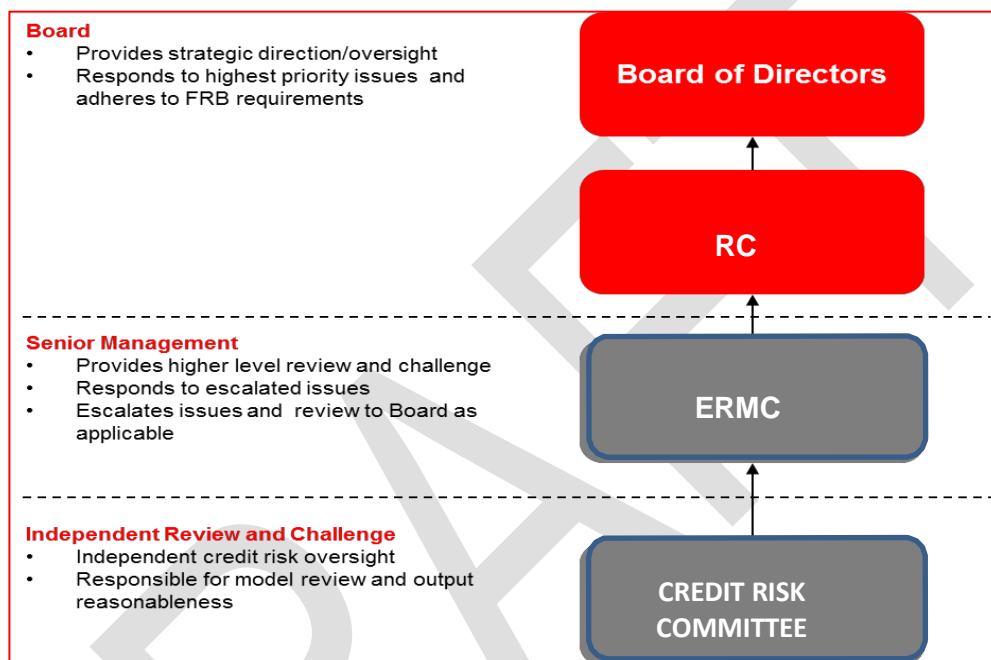 Board
• Provides strategic direction/oversight
• Responds to highest priority issues and
adheres to FRB requirements
Board of Directors
RC
Senior Management
• Provides higher level review and challenge
• Responds to escalated issues
• Escalates issues and review to Board as
applicable
ERMC
Independent Review and Challenge
• Independent credit risk oversight
• Responsible for model review and output
reasonableness
CREDIT RISK
COMMITTEE
DRAFT